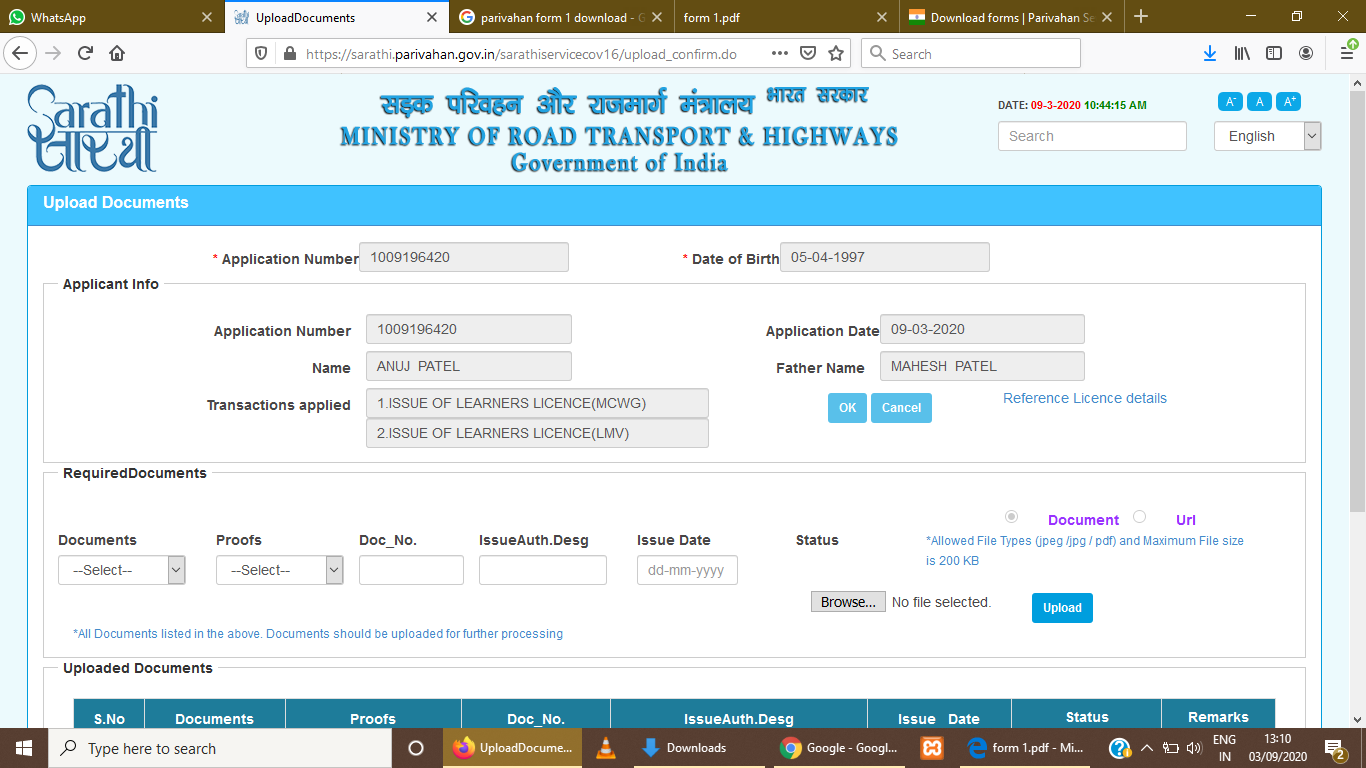 WhatsApp
UploadDocuments
parivahan form 1 download - G
form 1.pdf
Download forms | Parivahan Se
https://sarathi.parivahan.gov.in/sarathiservicecov16/upload_confirm.do
Search
Sarathi
सारथी
सड़क परिवहन और राजमार्ग मंत्रालय भारत सरकार
MINISTRY OF ROAD TRANSPORT & HIGHWAYS
Government of India
DATE: 09-3-2020 10:44:15 AM
A- A A+
Search
English
Upload Documents
* Application Number 1009196420
* Date of Birth 05-04-1997
Applicant Info
Application Number 1009196420
Application Date 09-03-2020
Name ANUJ PATEL
Father Name MAHESH PATEL
Transactions applied 1.ISSUE OF LEARNERS LICENCE(MCWG)
2.ISSUE OF LEARNERS LICENCE(LMV)
OK Cancel
Reference Licence details
RequiredDocuments
Document Url
Documents Proofs Doc_No. IssueAuth.Desg Issue Date Status
*Allowed File Types (jpeg /jpg / pdf) and Maximum File size
is 200 KB
--Select-- --Select-- dd-mm-yyyy
Browse... No file selected. Upload
*All Documents listed in the above. Documents should be uploaded for further processing
Uploaded Documents
S.No Documents Proofs Doc_No. IssueAuth.Desg Issue Date Status Remarks
Type here to search
UploadDocume...
Downloads
Google - Googl...
form 1.pdf - Mi...
ENG
IN
13:10
03/09/2020
2